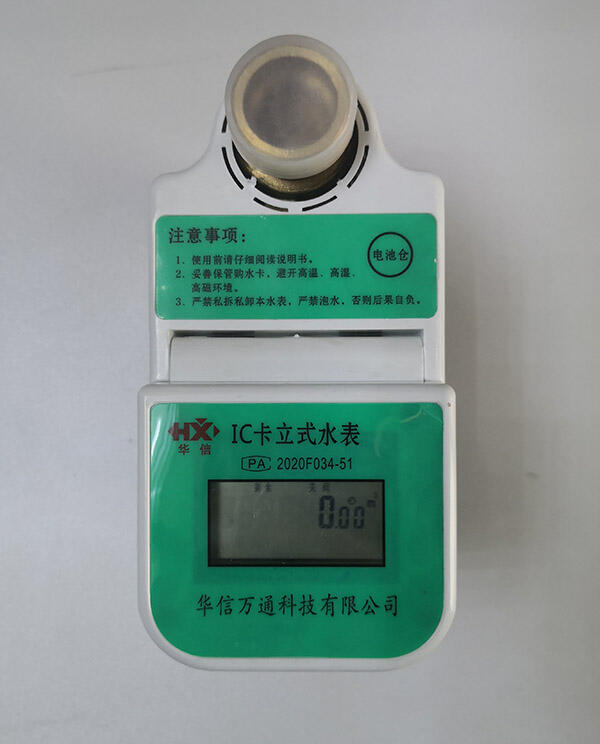 注意事项：
电池仓
1、使用前请仔细阅读说明书。
2、妥善保管购水卡，避开高温、高湿、
高磁环境。
3、严禁私拆私卸本水表，严禁泡水，否则后果自负。
HX
华信
IC卡立式水表
PA 2020F034-51
关阀
0.00 m³
华信万通科技有限公司